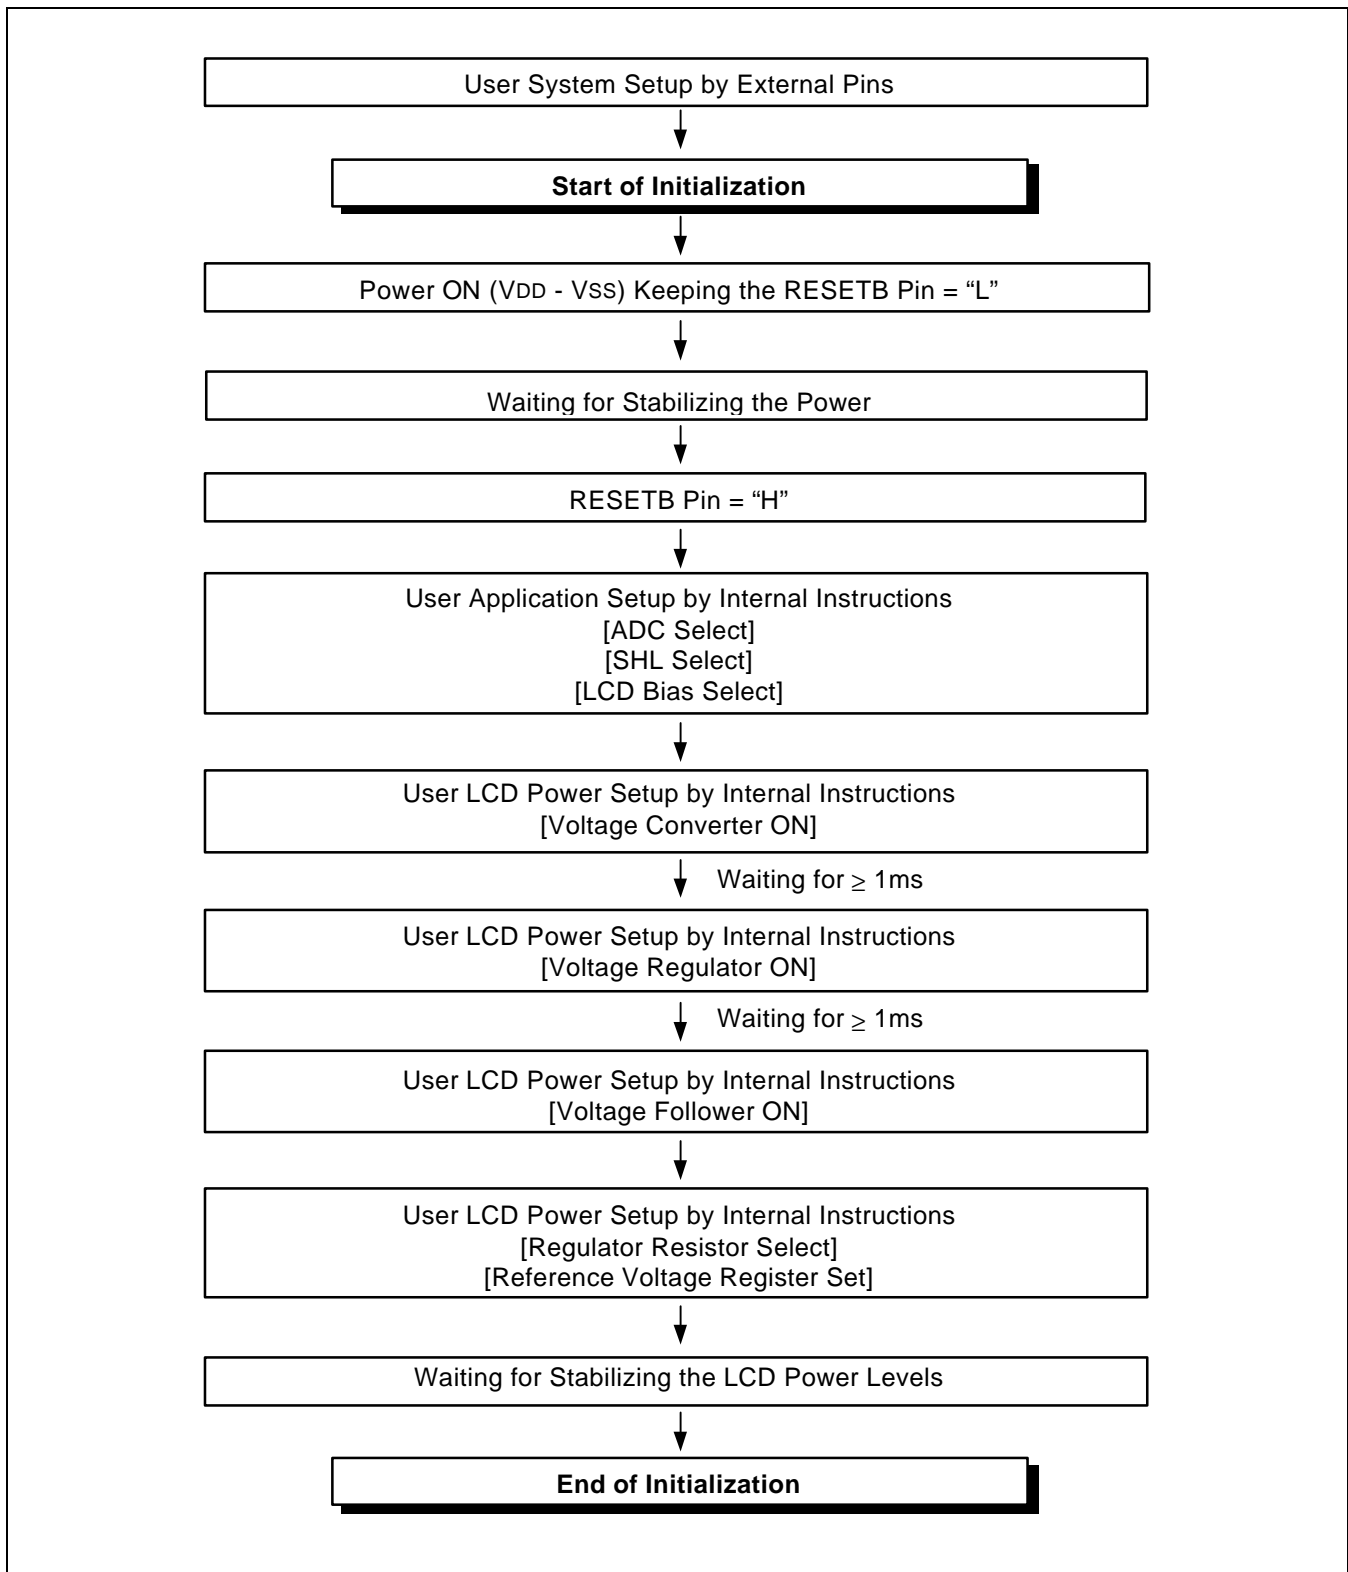 User System Setup by External Pins
Start of Initialization
Power ON (VDD - VSS) Keeping the RESETB Pin = “L”
Waiting for Stabilizing the Power
RESETB Pin = “H”
User Application Setup by Internal Instructions
[ADC Select]
[SHL Select]
[LCD Bias Select]
User LCD Power Setup by Internal Instructions
[Voltage Converter ON]
Waiting for ≥ 1ms
User LCD Power Setup by Internal Instructions
[Voltage Regulator ON]
Waiting for ≥ 1ms
User LCD Power Setup by Internal Instructions
[Voltage Follower ON]
User LCD Power Setup by Internal Instructions
[Regulator Resistor Select]
[Reference Voltage Register Set]
Waiting for Stabilizing the LCD Power Levels
End of Initialization